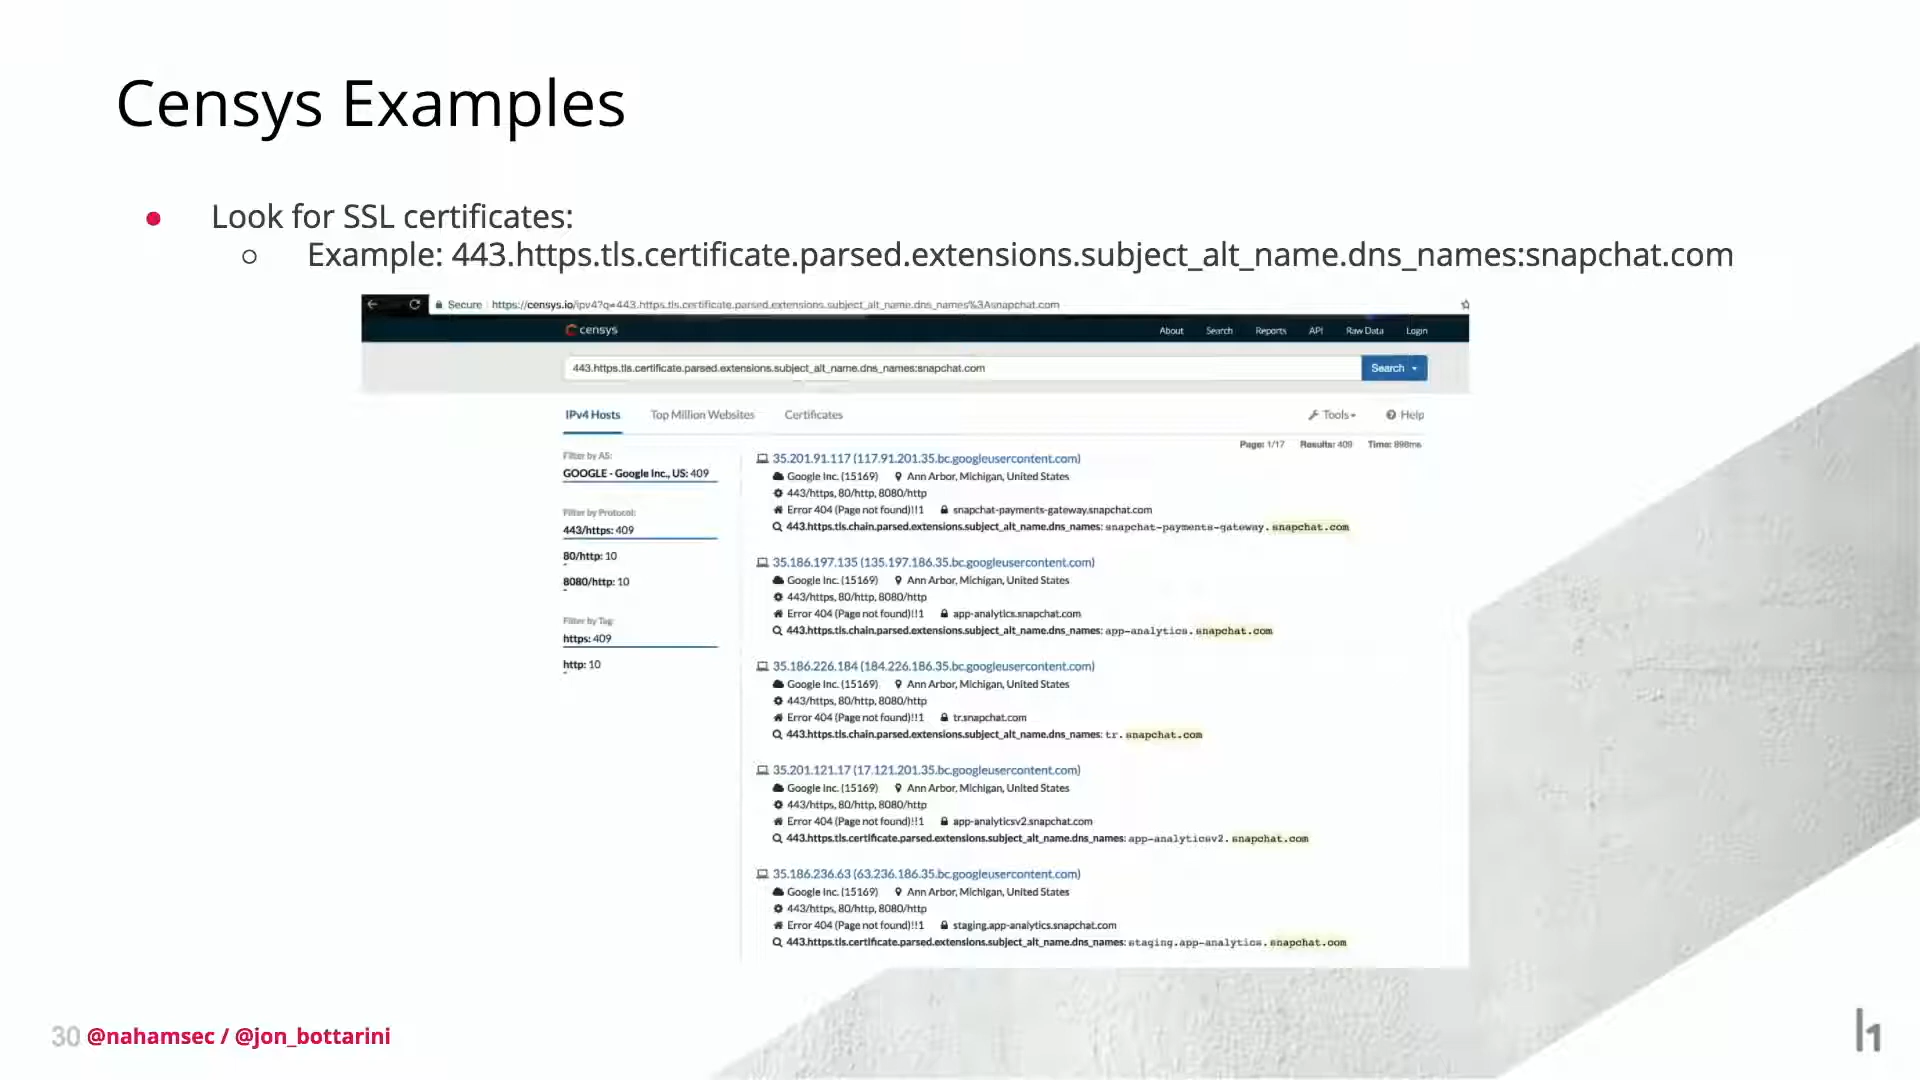 Censys Examples
● Look for SSL certificates:
○ Example: 443.https.tls.certificate.parsed.extensions.subject_alt_name.dns_names:snapchat.com
Secure https://censys.io/ipv4?q=443.https.tls.certificate.parsed.extensions.subject_alt_name.dns_names%3Asnapchat.com
censys About Search Reports API Raw Data Login
443.https.tls.certificate.parsed.extensions.subject_alt_name.dns_names:snapchat.com Search
IPv4 Hosts Top Million Websites Certificates Tools Help
Page: 1/17 Results: 409 Time: 898ms
Filter by AS:
GOOGLE - Google Inc., US: 409
Filter by Protocol:
443/https: 409
80/http: 10
8080/http: 10
Filter by Tag:
https: 409
http: 10
35.201.91.117 (117.91.201.35.bc.googleusercontent.com)
Google Inc. (15169) Ann Arbor, Michigan, United States
443/https, 80/http, 8080/http
Error 404 (Page not found)!!1 snapchat-payments-gateway.snapchat.com
443.https.tls.chain.parsed.extensions.subject_alt_name.dns_names: snapchat-payments-gateway.snapchat.com
35.186.197.135 (135.197.186.35.bc.googleusercontent.com)
Google Inc. (15169) Ann Arbor, Michigan, United States
443/https, 80/http, 8080/http
Error 404 (Page not found)!!1 app-analytics.snapchat.com
443.https.tls.chain.parsed.extensions.subject_alt_name.dns_names: app-analytics.snapchat.com
35.186.226.184 (184.226.186.35.bc.googleusercontent.com)
Google Inc. (15169) Ann Arbor, Michigan, United States
443/https, 80/http, 8080/http
Error 404 (Page not found)!!1 tr.snapchat.com
443.https.tls.chain.parsed.extensions.subject_alt_name.dns_names: tr.snapchat.com
35.201.121.17 (17.121.201.35.bc.googleusercontent.com)
Google Inc. (15169) Ann Arbor, Michigan, United States
443/https, 80/http, 8080/http
Error 404 (Page not found)!!1 app-analyticsv2.snapchat.com
443.https.tls.certificate.parsed.extensions.subject_alt_name.dns_names: app-analyticsv2.snapchat.com
35.186.236.63 (63.236.186.35.bc.googleusercontent.com)
Google Inc. (15169) Ann Arbor, Michigan, United States
443/https, 80/http, 8080/http
Error 404 (Page not found)!!1 staging.app-analytics.snapchat.com
443.https.tls.certificate.parsed.extensions.subject_alt_name.dns_names: staging.app-analytics.snapchat.com
30 @nahamsec / @jon_bottarini
l1